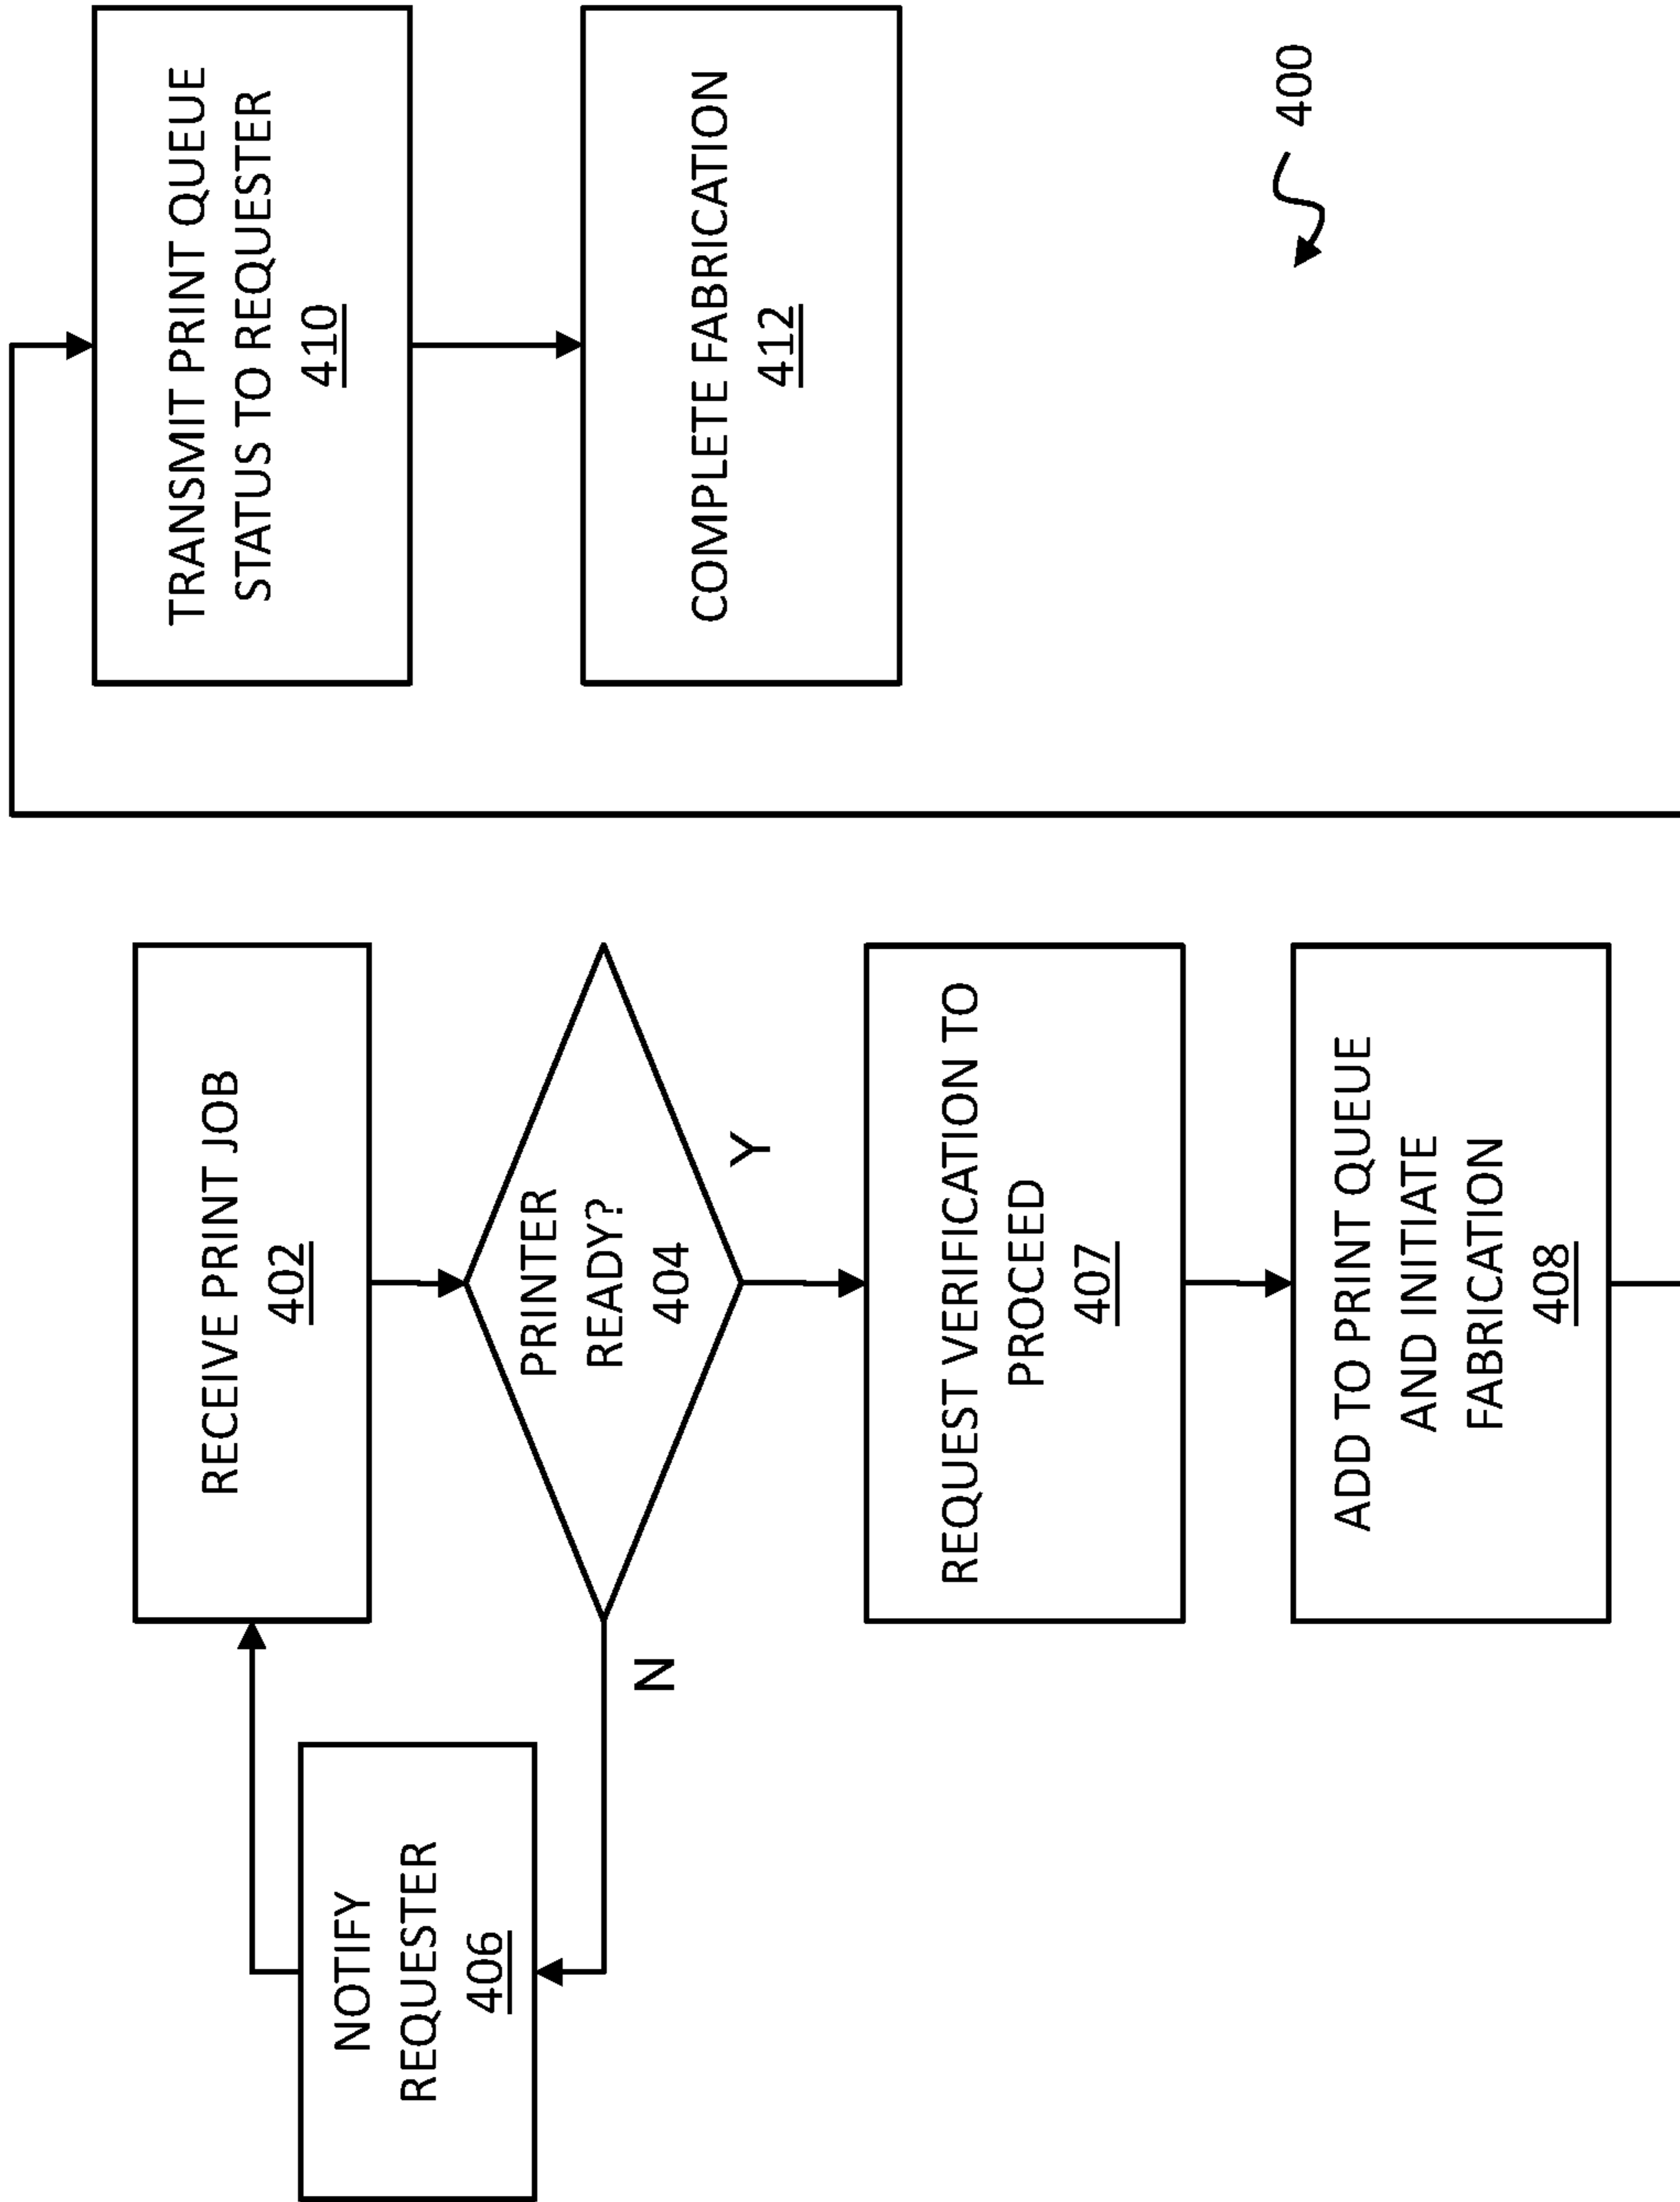 RECEIVE PRINT JOB
402
PRINTER
READY?
404
N
Y
NOTIFY
REQUESTER
406
REQUEST VERIFICATION TO
PROCEED
407
ADD TO PRINT QUEUE
AND INITIATE
FABRICATION
408
TRANSMIT PRINT QUEUE
STATUS TO REQUESTER
410
COMPLETE FABRICATION
412
400